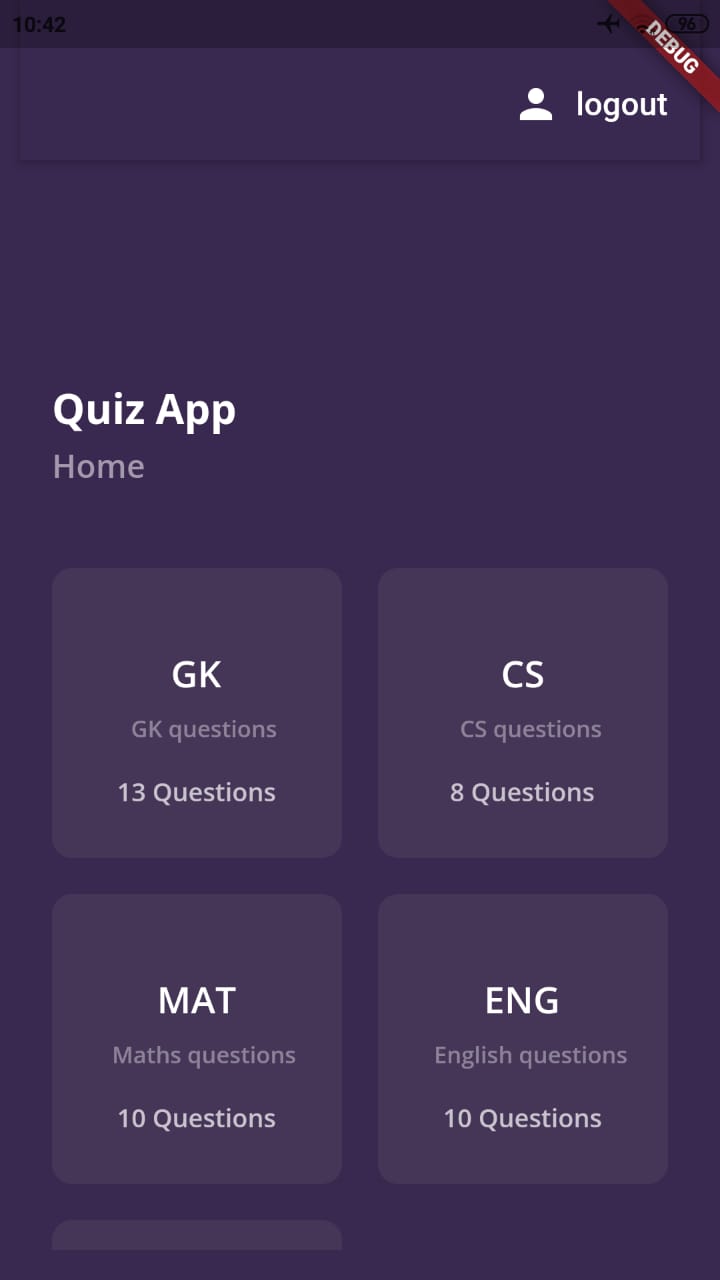 10:42
96
DEBUG
logout
Quiz App
Home
GK
GK questions
13 Questions
CS
CS questions
8 Questions
MAT
Maths questions
10 Questions
ENG
English questions
10 Questions